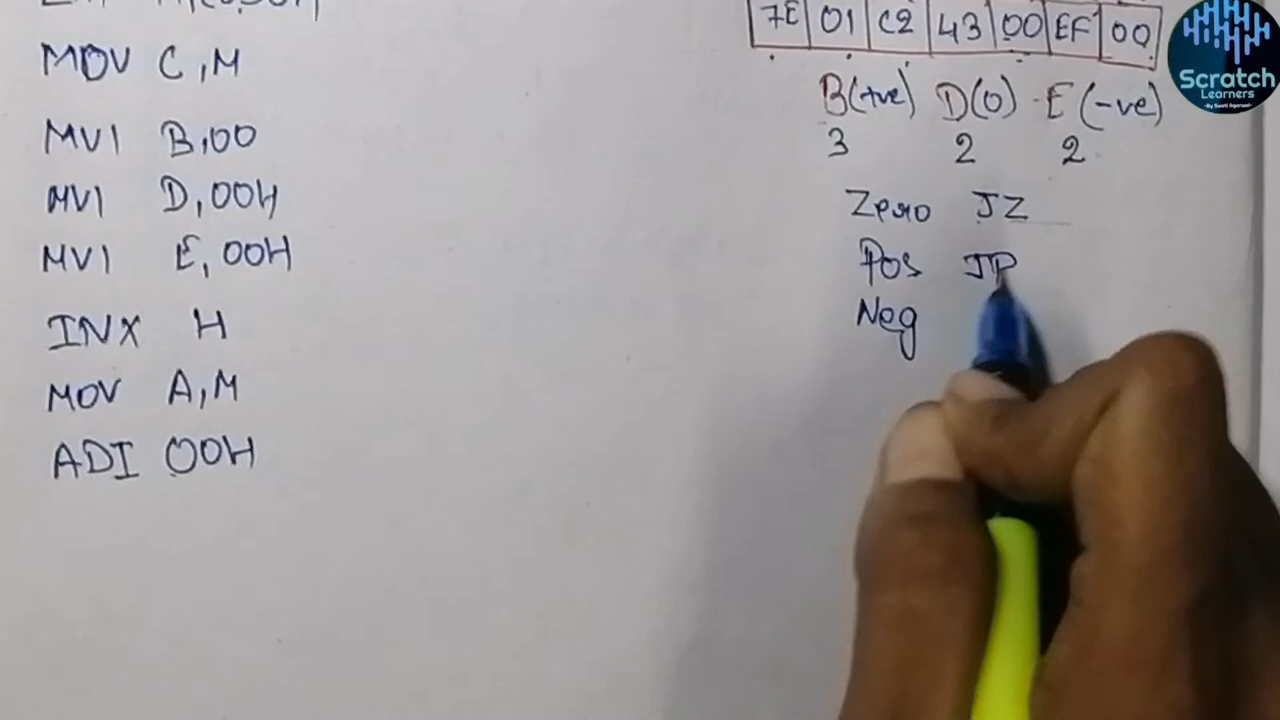 MOV C,M
MVI B,00
MVI D,00H
MVI E,00H
INX H
MOV A,M
ADI 00H
7E 01 C2 43 00 EF 00
B(+ve) D(0) E(-ve)
3 2 2
Zero JZ
Pos JP
Neg
Scratch
Learners